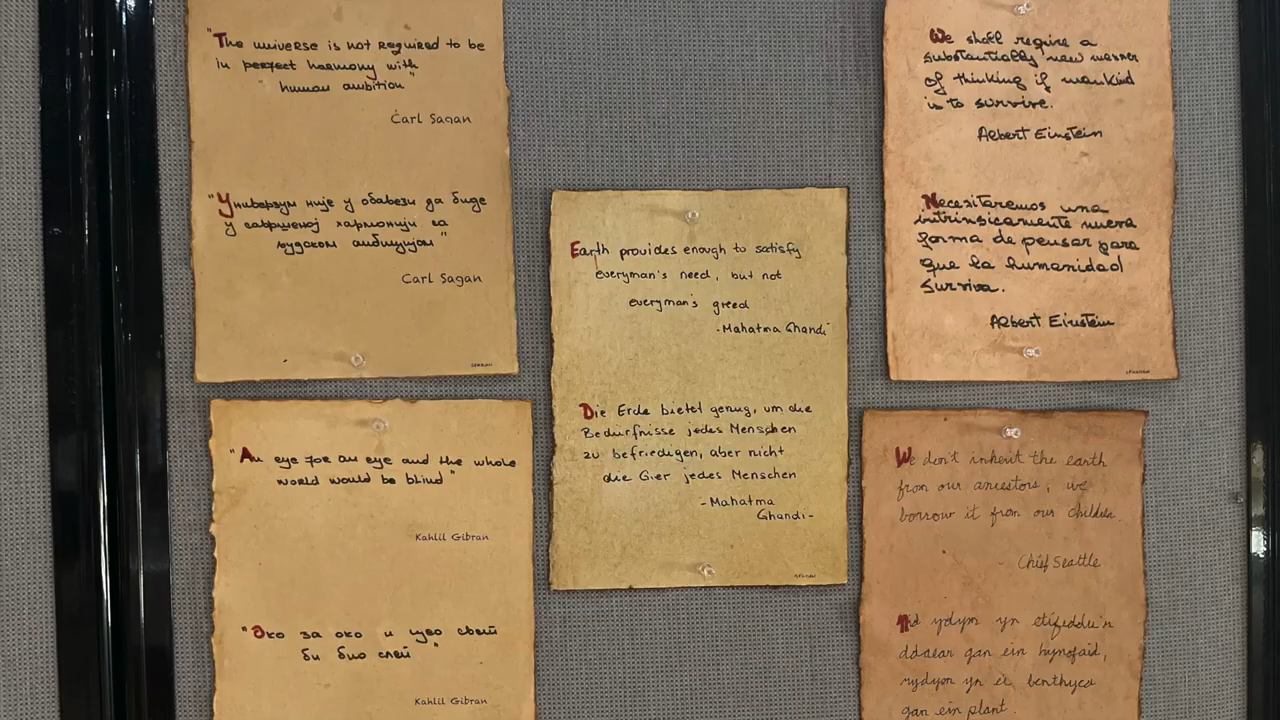 "The universe is not required to be
in perfect harmony with
human ambition"
Carl Sagan
"Универзум није у обавези да биде
у савршеној хармонији са
људском амбицијом"
Carl Sagan
"An eye for an eye and the whole
world would be blind"
Kahlil Gibran
"Око за око и цео свет
би био слеп"
Kahlil Gibran
Earth provides enough to satisfy
everyman's need, but not
everyman's greed
-Mahatma Ghandi
Die Erde bietet genug, um die
Bedürfnisse jedes Menschen
zu befriedigen, aber nicht
die Gier jedes Menschen
-Mahatma
Ghandi-
We shall require a
substantially new manner
of thinking if mankind
is to survive.
Albert Einstein
Necesitaremos una
intrinsicamente nueva
forma de pensar para
que la humanidad
surviva.
Albert Einstein
We don't inherit the earth
from our ancestors, we
borrow it from our children.
- Chief Seattle
Nid ydym yn etifeddu'n
ddaear gan ein hynafaid,
rydym yn ei benthyca
gan ein plant.